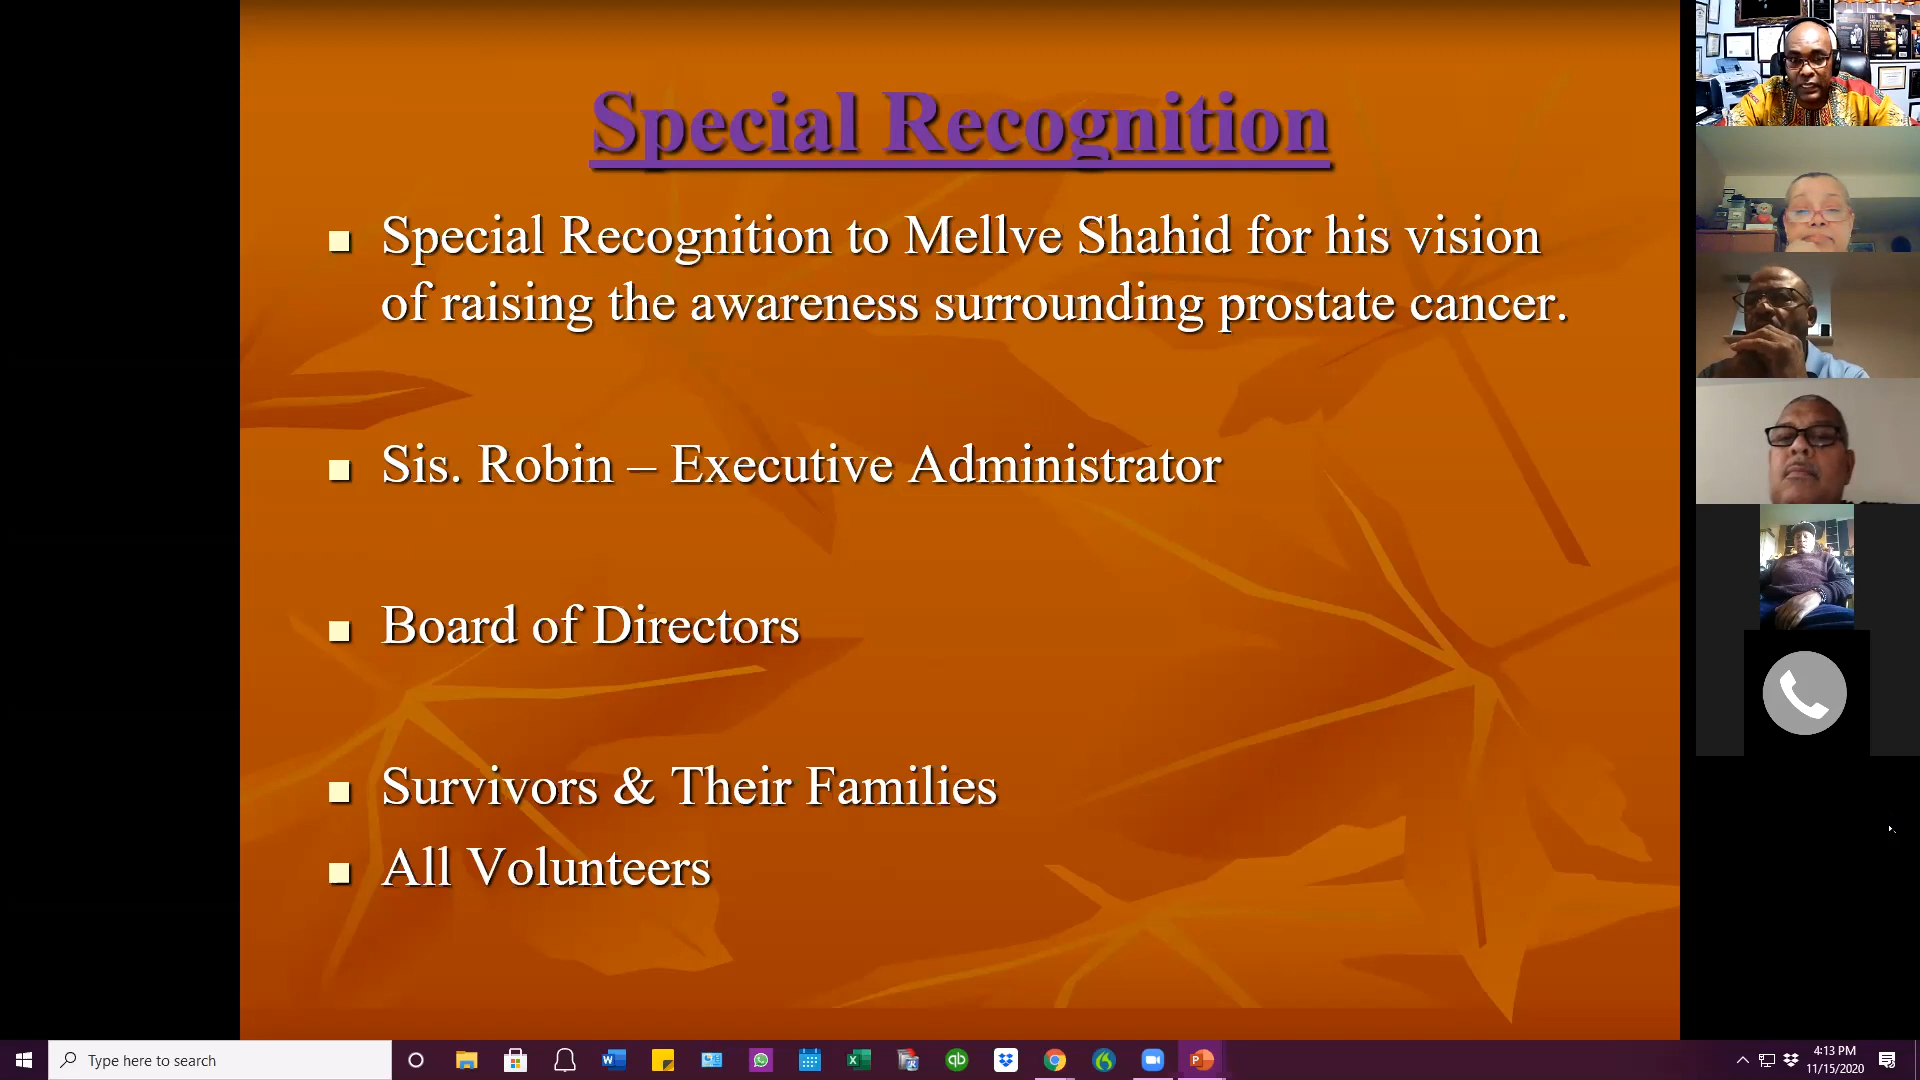 Special Recognition
Special Recognition to Mellve Shahid for his vision
of raising the awareness surrounding prostate cancer.
Sis. Robin – Executive Administrator
Board of Directors
Survivors & Their Families
All Volunteers
Type here to search
4:13 PM
11/15/2020